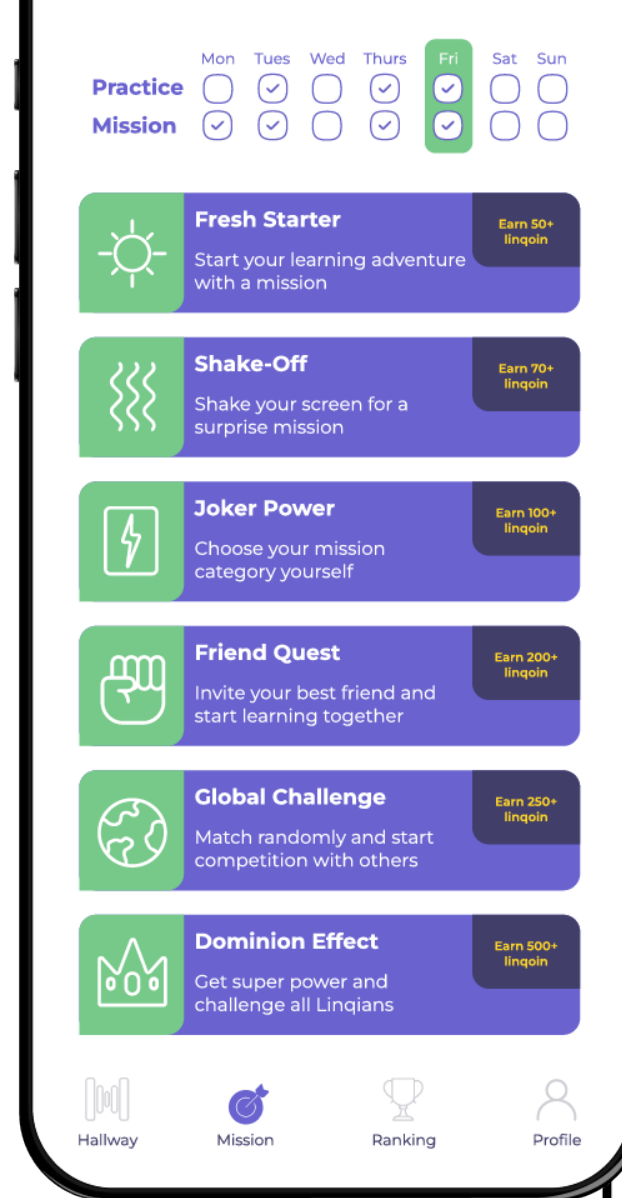 Mon Tues Wed Thurs Fri Sat Sun
Practice
Mission
Fresh Starter
Start your learning adventure
with a mission
Earn 50+
linqoin
Shake-Off
Shake your screen for a
surprise mission
Earn 70+
linqoin
Joker Power
Choose your mission
category yourself
Earn 100+
linqoin
Friend Quest
Invite your best friend and
start learning together
Earn 200+
linqoin
Global Challenge
Match randomly and start
competition with others
Earn 250+
linqoin
Dominion Effect
Get super power and
challenge all Linqians
Earn 500+
linqoin
Hallway Mission Ranking Profile